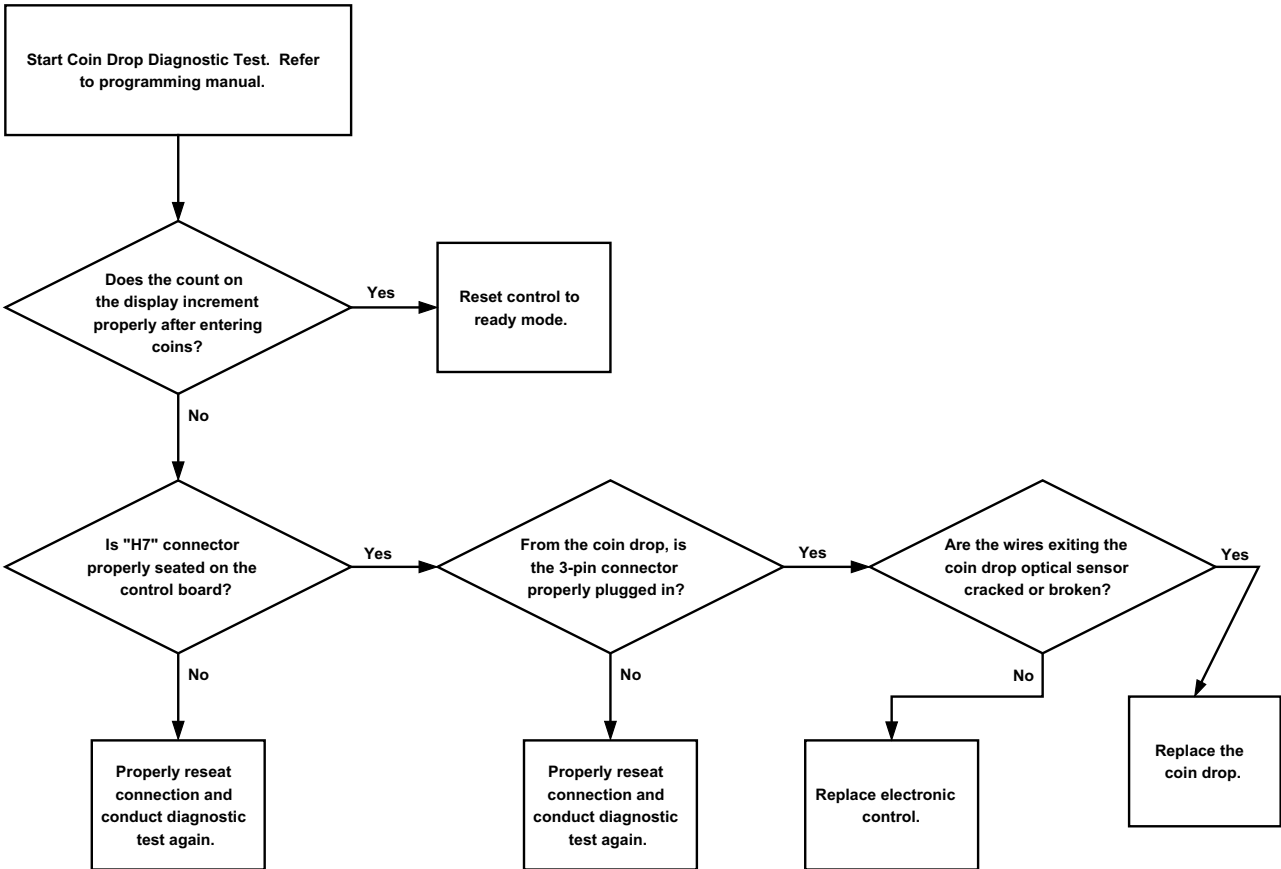 Start Coin Drop Diagnostic Test.  Refer
to programming manual.
Does the count on
the display increment
properly after entering
coins?
Yes
Reset control to
ready mode.
No
Is "H7" connector
properly seated on the
control board?
Yes
From the coin drop, is
the 3-pin connector
properly plugged in?
Yes
Are the wires exiting the
coin drop optical sensor
cracked or broken?
Yes
No
No
No
Properly reseat
connection and
conduct diagnostic
test again.
Properly reseat
connection and
conduct diagnostic
test again.
Replace electronic
control.
Replace the
coin drop.